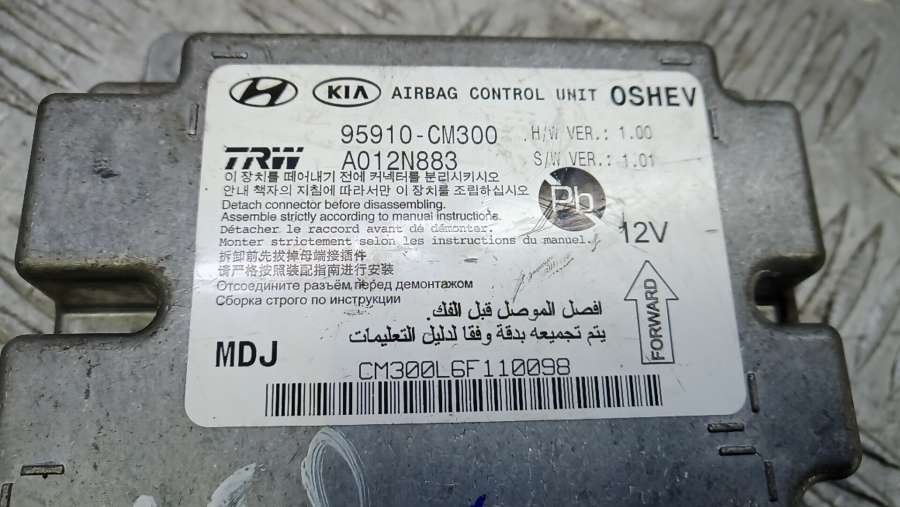 HYUNDAI KIA AIRBAG CONTROL UNIT OSHEV
95910-CM300 H/W VER.: 1.00
TRW A012N883 S/W VER.: 1.01
이 장치를 떼어내기 전에 커넥터를 분리시키시오
안내 책자의 지침에 따라서만 이 장치를 조립하십시오
Pb
Detach connector before disassembling.
Assemble strictly according to manual instructions.
Détacher le raccord avant de démonter.
12V
Monter strictement selon les instructions du manuel.
拆卸前先拔掉母端接插件
请严格按照装配指南进行安装
Отсоедините разъём перед демонтажом
Сборка строго по инструкции
افصل الموصل قبل الفك.
يتم تجميعه بدقة وفقا لدليل التعليمات
FORWARD
MDJ
CM300L6F110098